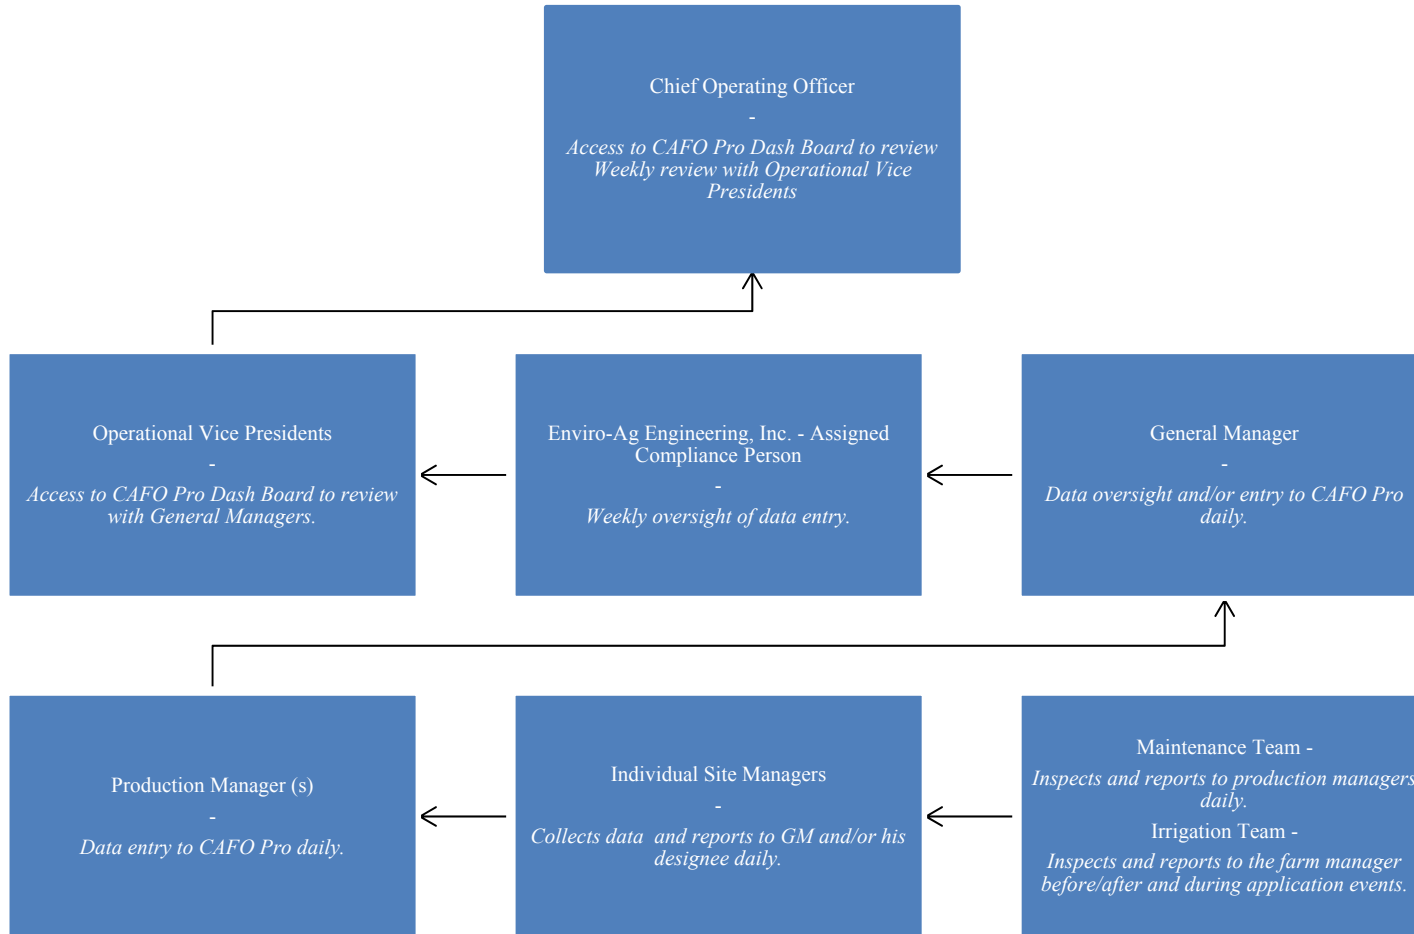 Chief Operating Officer
-
Access to CAFO Pro Dash Board to review
Weekly review with Operational Vice
Presidents
Operational Vice Presidents
-
Access to CAFO Pro Dash Board to review
with General Managers.
Enviro-Ag Engineering, Inc. - Assigned
Compliance Person
-
Weekly oversight of data entry.
General Manager
-
Data oversight and/or entry to CAFO Pro
daily.
Production Manager (s)
-
Data entry to CAFO Pro daily.
Individual Site Managers
-
Collects data  and reports to GM and/or his
designee daily.
Maintenance Team -
Inspects and reports to production managers
daily.
Irrigation Team -
Inspects and reports to the farm manager
before/after and during application events.